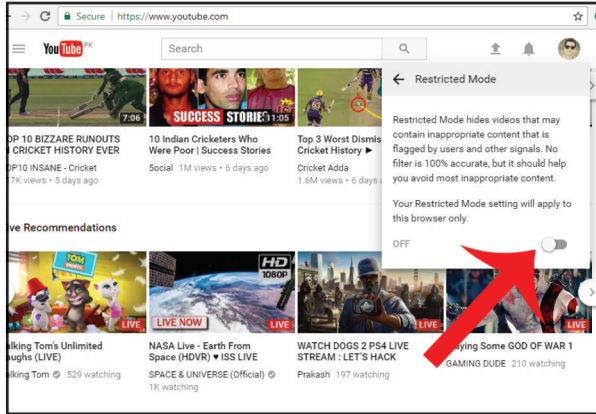 Secure | https://www.youtube.com
YouTube PK
Search
7:06
SUCCESS STORIES 11:05
OP 10 BIZZARE RUNOUTS
CRICKET HISTORY EVER
OP10 INSANE - Cricket
17K views • 5 days ago
10 Indian Cricketers Who
Were Poor | Success Stories
5ocial 1M views • 6 days ago
Top 3 Worst Dismis
Cricket History ►
Cricket Adda
1.6M views • 6 days
Restricted Mode
Restricted Mode hides videos that may
contain inappropriate content that is
flagged by users and other signals. No
filter is 100% accurate, but it should help
you avoid most inappropriate content.
Your Restricted Mode setting will apply to
this browser only.
OFF
ve Recommendations
TOM
LIVE
HD
1080P
LIVE NOW
LIVE
LIVE
LIVE
alking Tom's Unlimited
aughs (LIVE)
alking Tom 529 watching
NASA Live - Earth From
Space (HDVR) ♥ ISS LIVE
SPACE & UNIVERSE (Official)
1K watching
WATCH DOGS 2 PS4 LIVE
STREAM : LET'S HACK
Prakash 197 watching
aying Some GOD OF WAR 1
GAMING DUDE 210 watching